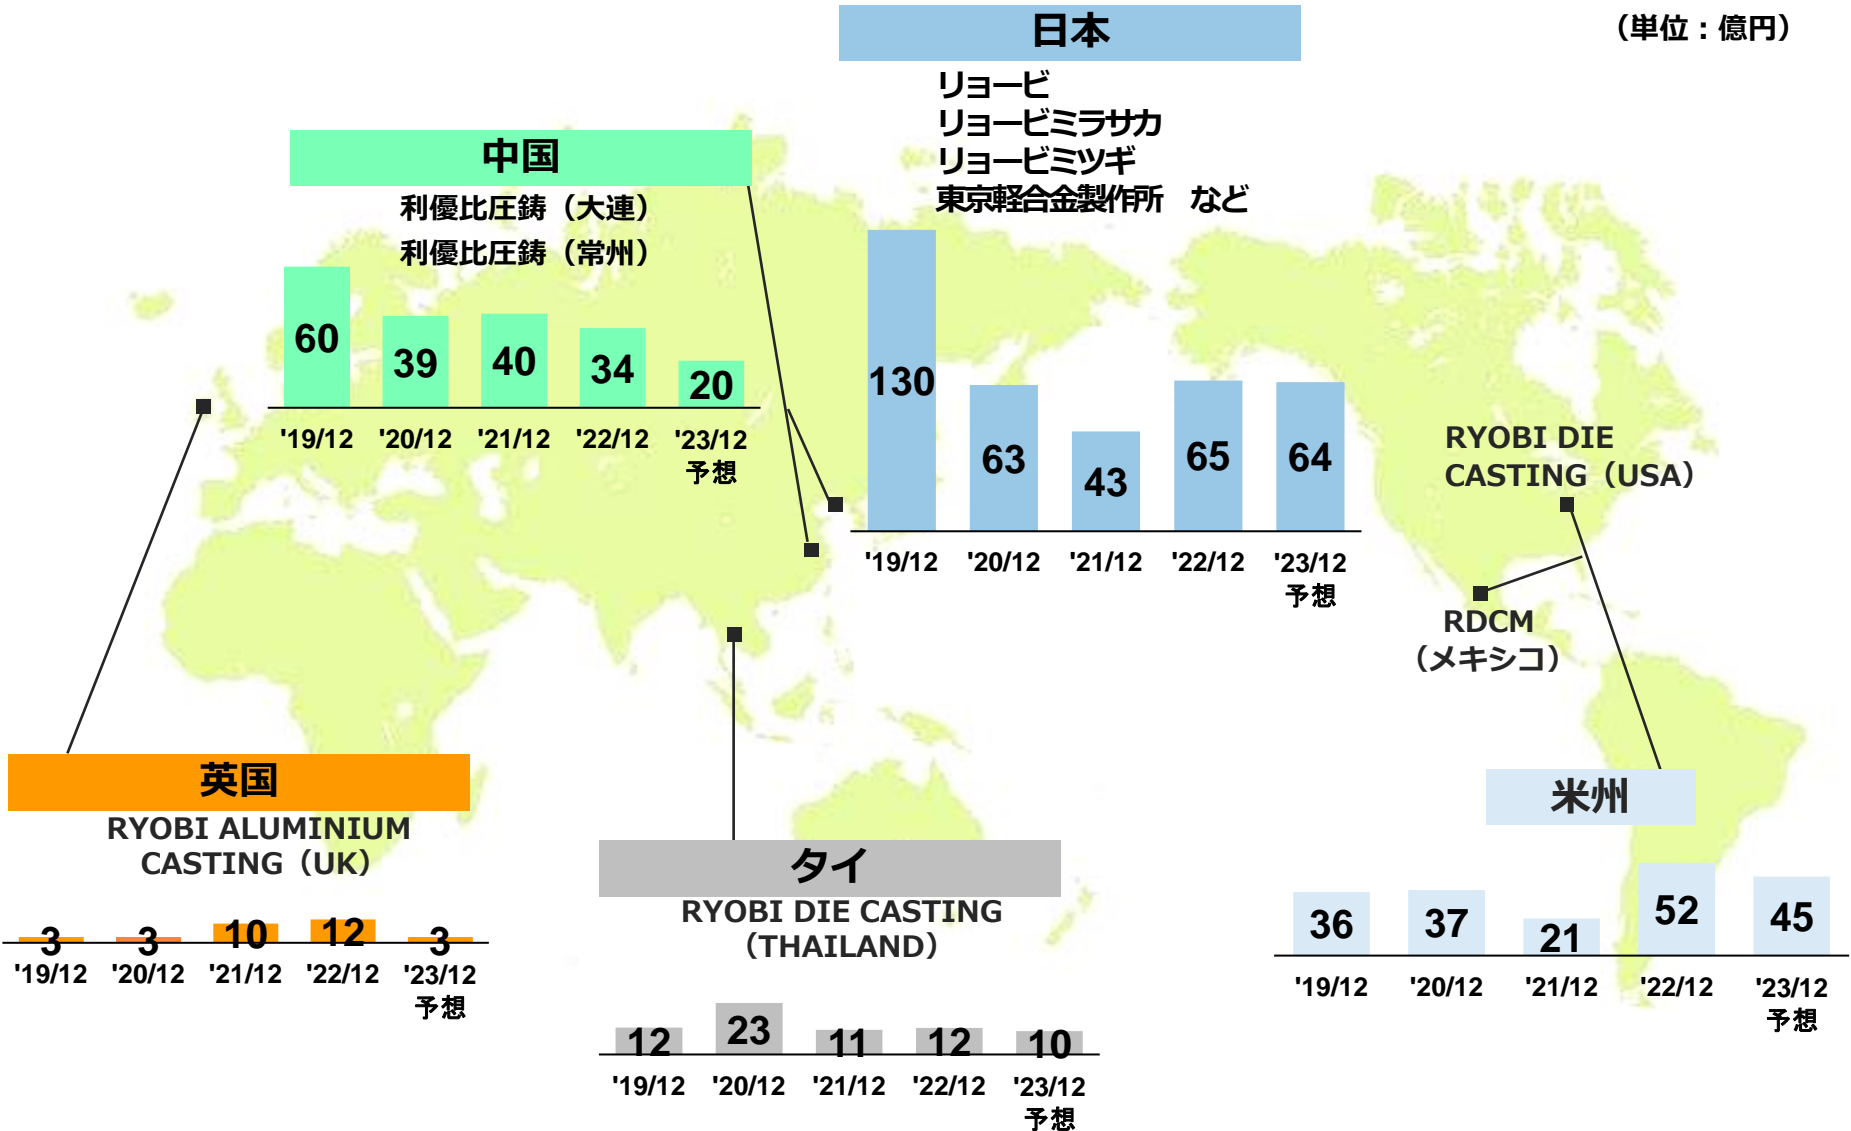 (単位:億円)
日本
リョービ
リョービミラサカ
リョービミツギ
東京軽合金製作所 など
130
63
43
65
64
'19/12
'20/12
'21/12
'22/12
'23/12
予想
中国
利優比圧鋳(大連)
利優比圧鋳(常州)
60
39
40
34
20
'19/12
'20/12
'21/12
'22/12
'23/12
予想
RYOBI DIE
CASTING(USA)
RDCM
(メキシコ)
英国
RYOBI ALUMINIUM
CASTING(UK)
3
3
10
12
3
'19/12
'20/12
'21/12
'22/12
'23/12
予想
タイ
RYOBI DIE CASTING
(THAILAND)
12
23
11
12
10
'19/12
'20/12
'21/12
'22/12
'23/12
予想
米州
36
37
21
52
45
'19/12
'20/12
'21/12
'22/12
'23/12
予想